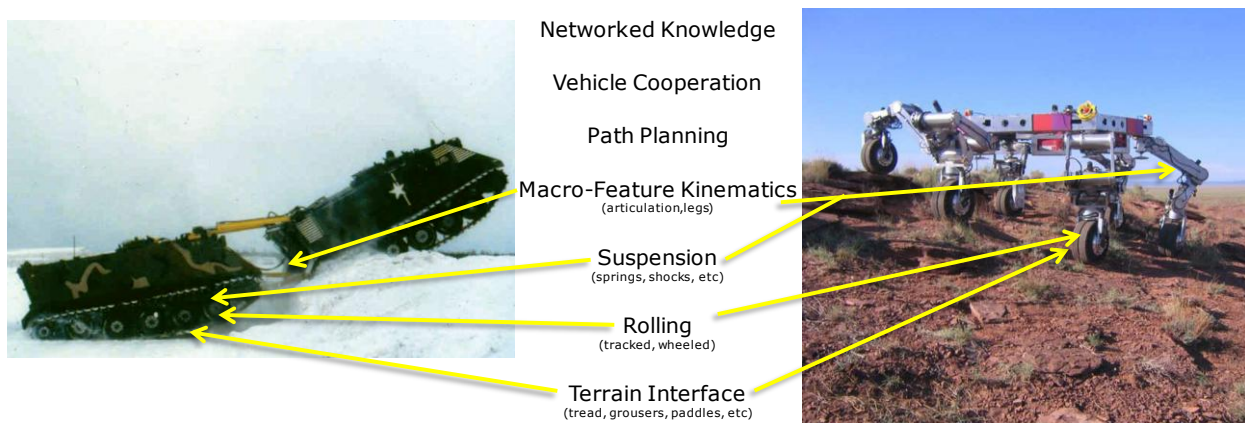 Networked Knowledge
Vehicle Cooperation
Path Planning
Macro-Feature Kinematics
(articulation,legs)
Suspension
(springs, shocks, etc)
Rolling
(tracked, wheeled)
Terrain Interface
(tread, grousers, paddles, etc)